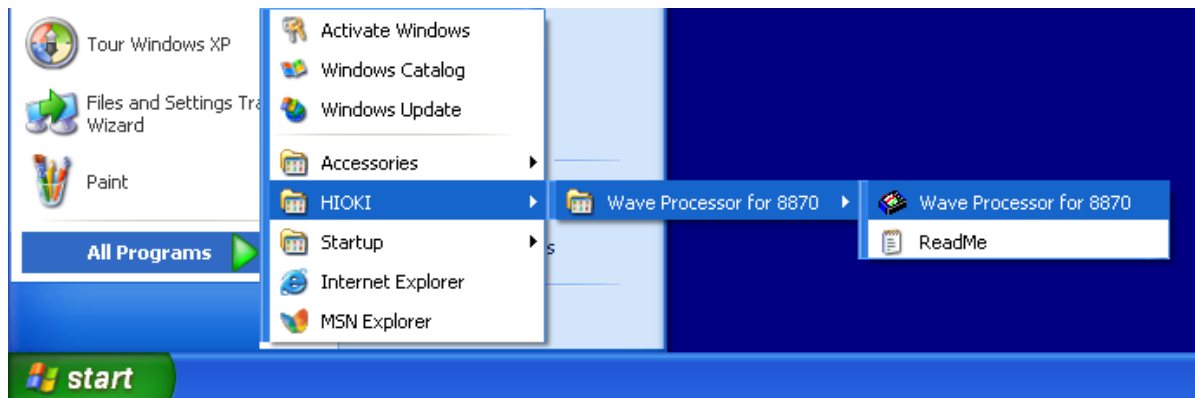 Tour Windows XP
Files and Settings Tra
Wizard
Paint
All Programs
Activate Windows
Windows Catalog
Windows Update
Accessories
HIOKI
Startup
Internet Explorer
MSN Explorer
s
Wave Processor for 8870
Wave Processor for 8870
ReadMe
start